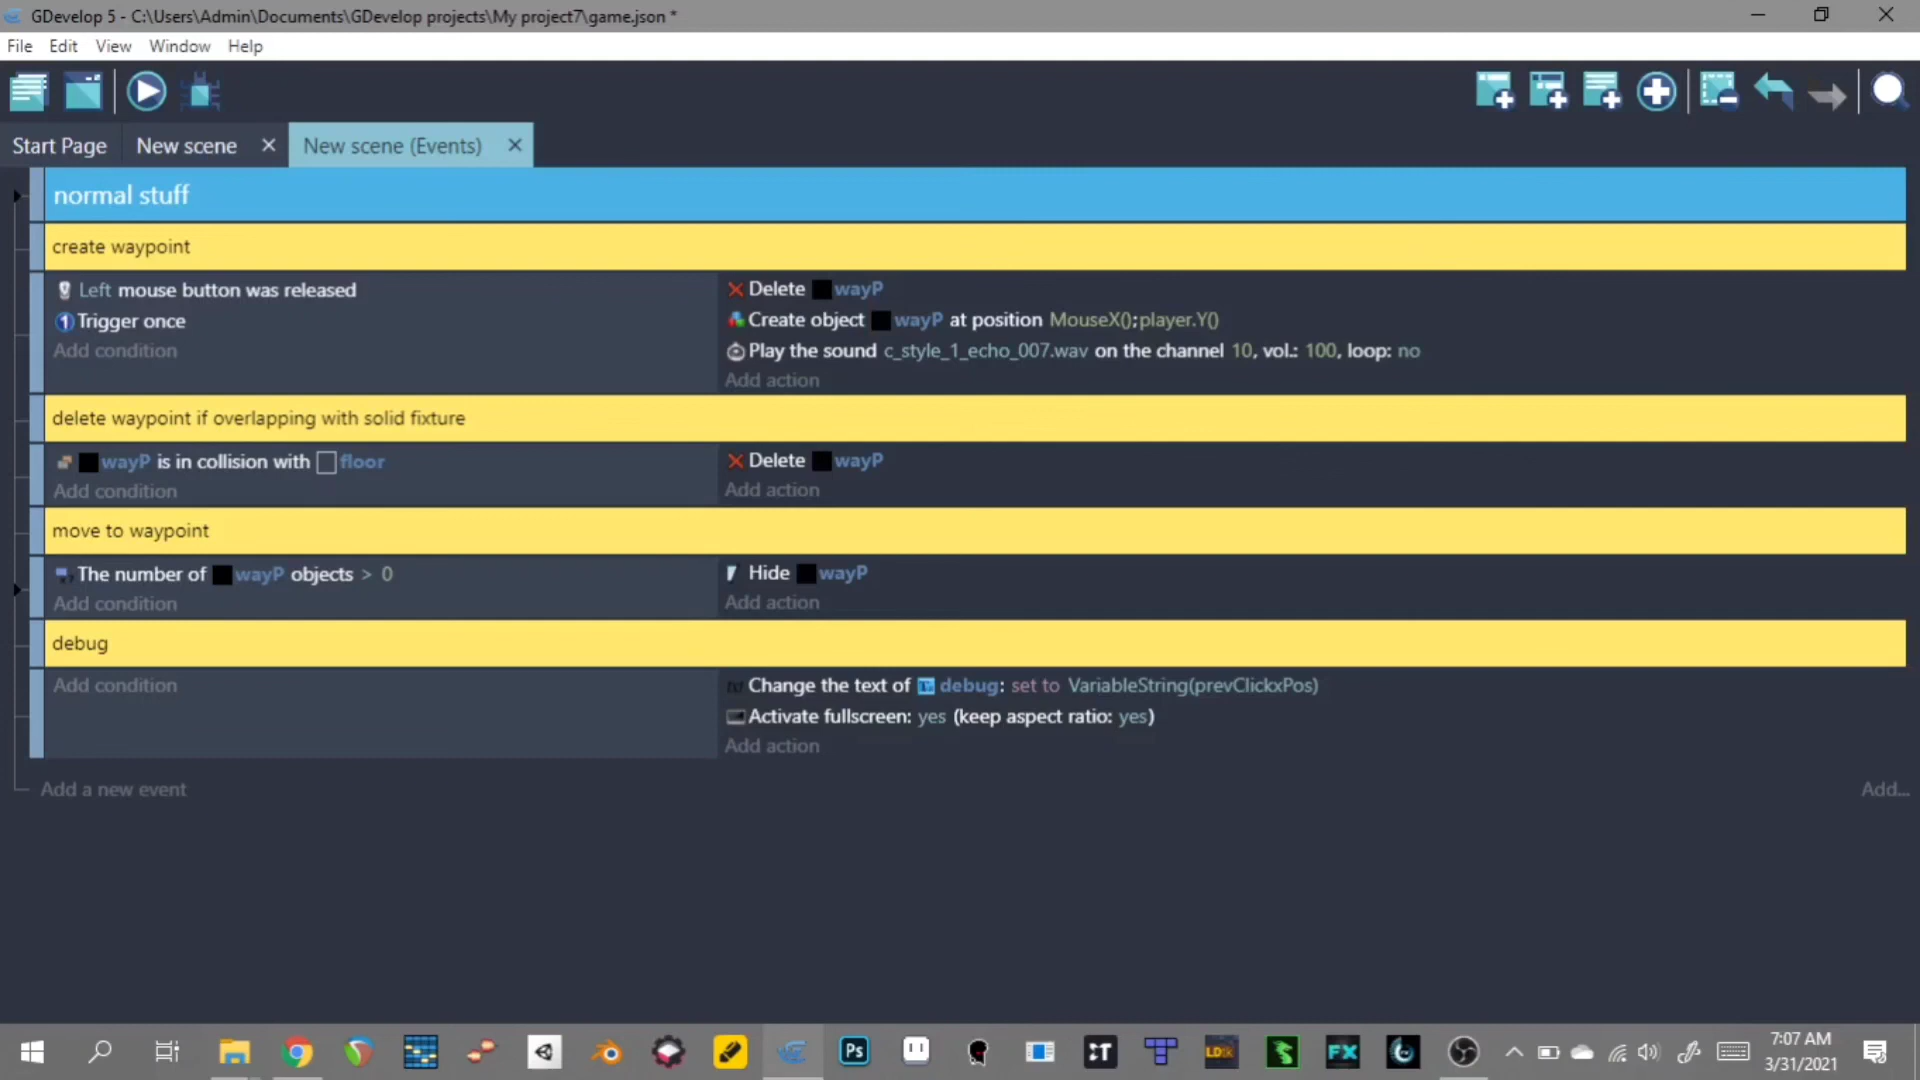 GDevelop 5 - C:\Users\Admin\Documents\GDevelop projects\My project7\game.json *
File Edit View Window Help
Start Page New scene New scene (Events)
normal stuff
create waypoint
Left mouse button was released
Trigger once
Add condition
Delete wayP
Create object wayP at position MouseX();player.Y()
Play the sound c_style_1_echo_007.wav on the channel 10, vol.: 100, loop: no
Add action
delete waypoint if overlapping with solid fixture
wayP is in collision with floor
Add condition
Delete wayP
Add action
move to waypoint
The number of wayP objects > 0
Add condition
Hide wayP
Add action
debug
Add condition
Change the text of debug: set to VariableString(prevClickxPos)
Activate fullscreen: yes (keep aspect ratio: yes)
Add action
Add a new event Add...
Ps
:T
FX
7:07 AM
3/31/2021